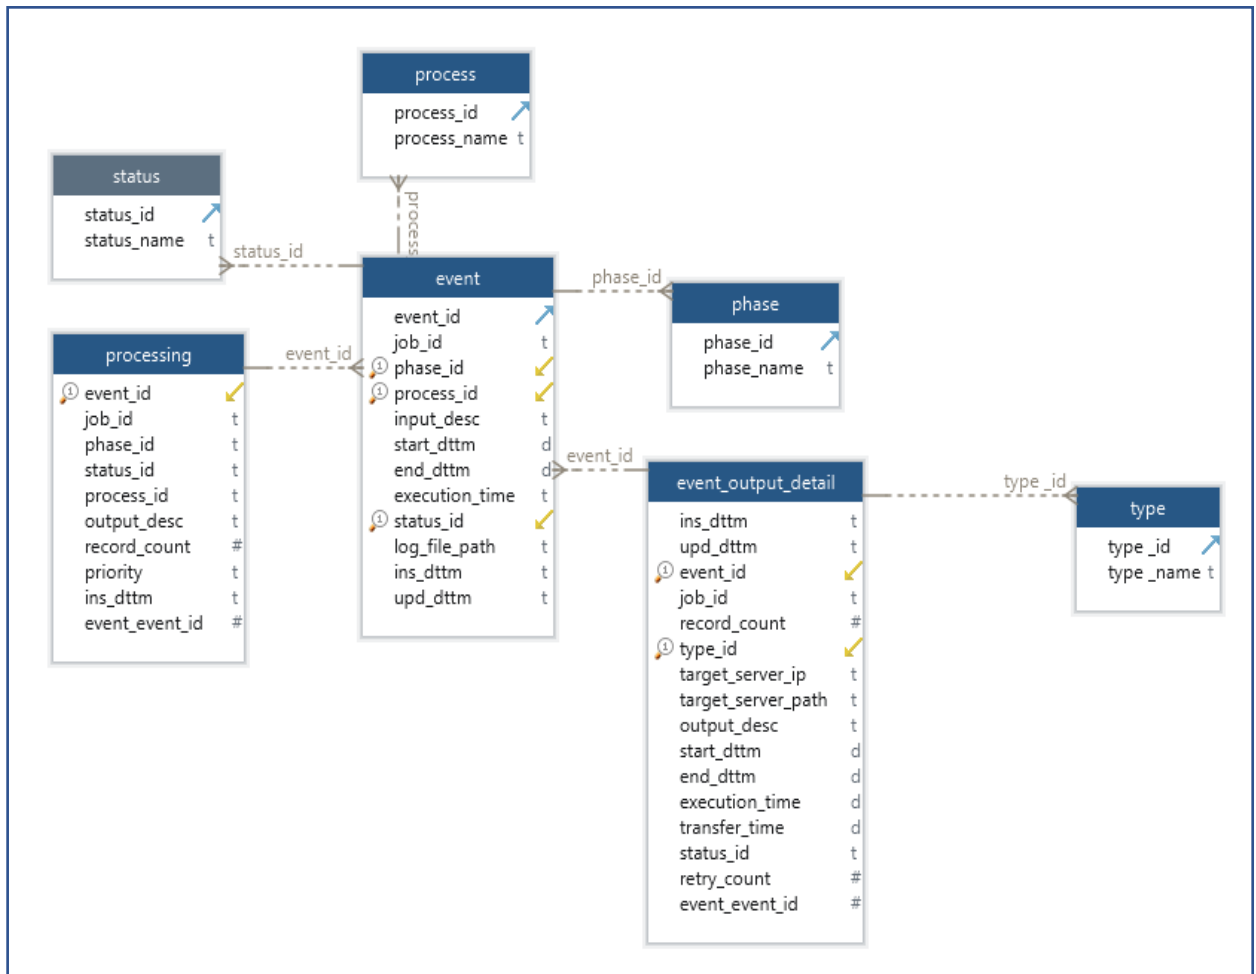 process
process_id
process_name t
status
status_id
status_name t
process
status_id
event
event_id
job_id t
phase_id
process_id
input_desc t
start_dttm d
end_dttm d
execution_time t
status_id
log_file_path t
ins_dttm t
upd_dttm t
phase_id
phase
phase_id
phase_name t
processing
event_id
job_id t
phase_id t
status_id t
process_id t
output_desc t
record_count #
priority t
ins_dttm t
event_event_id #
event_id
event_id
event_output_detail
ins_dttm t
upd_dttm t
event_id
job_id t
record_count #
type_id
target_server_ip t
target_server_path t
output_desc t
start_dttm d
end_dttm d
execution_time d
transfer_time d
status_id t
retry_count #
event_event_id #
type _id
type
type _id
type _name t